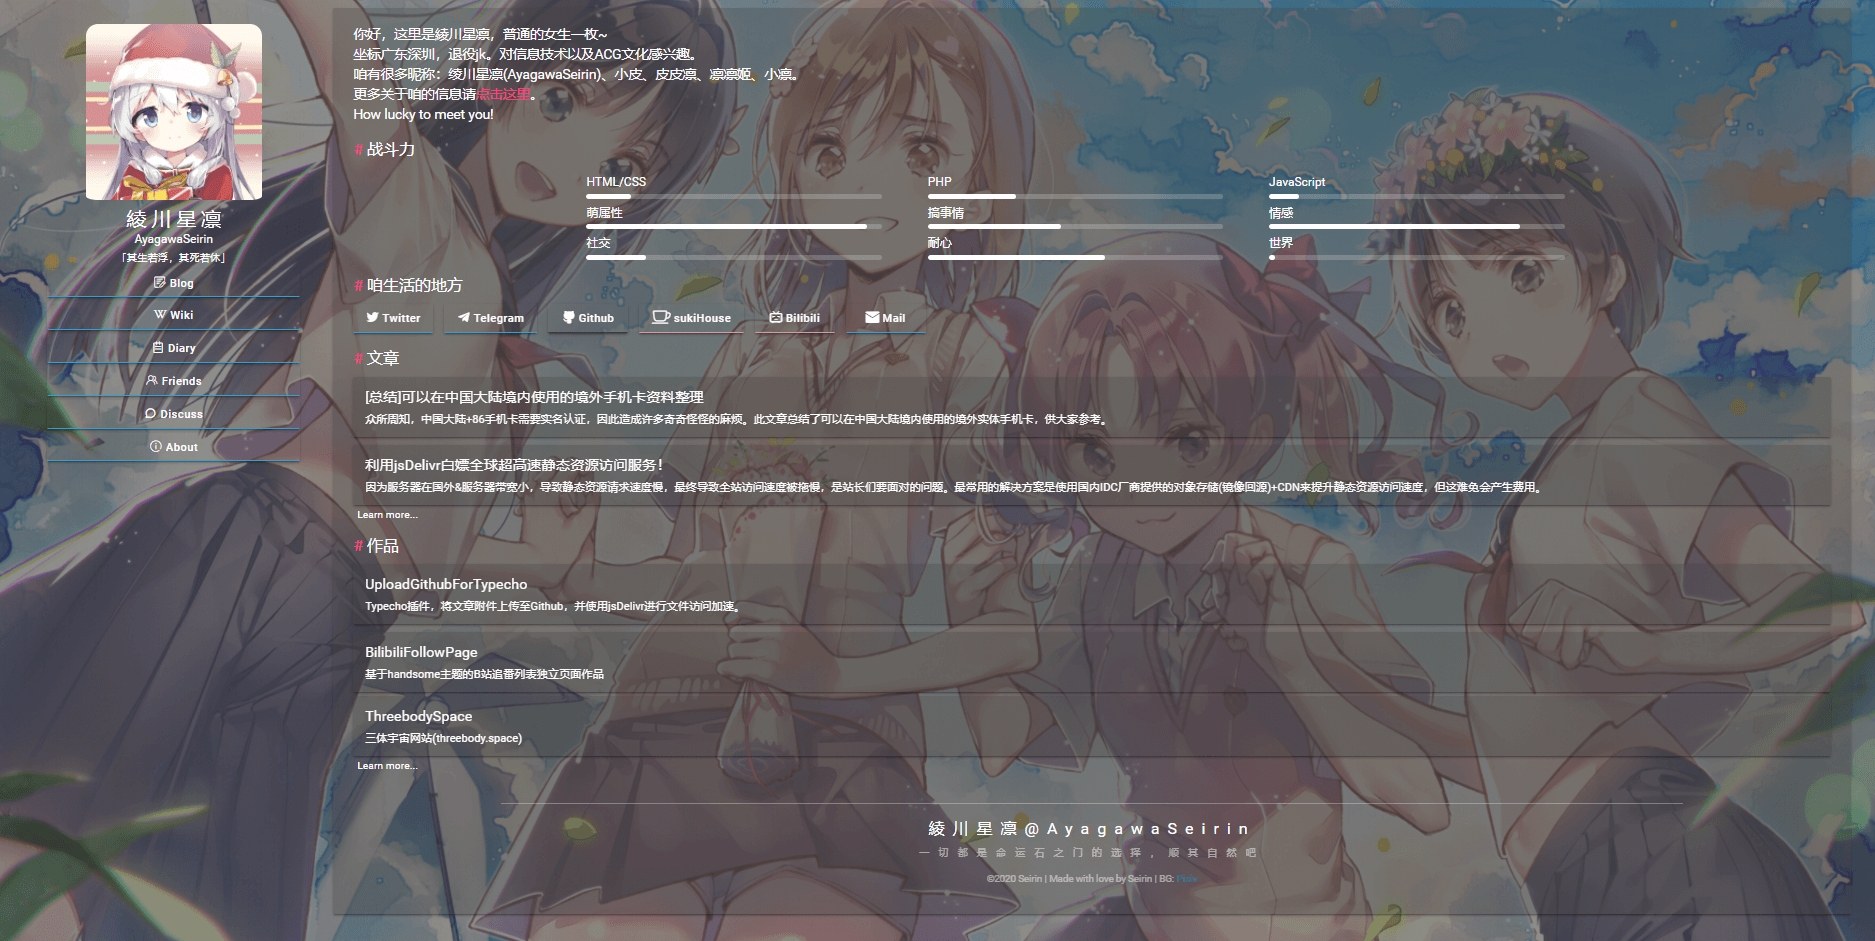 綾川星凛
AyagawaSeirin
「其生若浮，其死若休」
Blog
Wiki
Diary
Friends
Discuss
About
你好，这里是綾川星凛，普通的女生一枚~
坐标广东深圳，退役jk。对信息技术以及ACG文化感兴趣。
咱有很多昵称：绫川星凛(AyagawaSeirin)、小皮、皮皮凛、凛凛姬、小凛。
更多关于咱的信息请点击这里。
How lucky to meet you!
# 战斗力
HTML/CSS
PHP
JavaScript
萌属性
搞事情
情感
社交
耐心
世界
# 咱生活的地方
Twitter
Telegram
Github
sukiHouse
Bilibili
Mail
# 文章
[总结]可以在中国大陆境内使用的境外手机卡资料整理
众所周知，中国大陆+86手机卡需要实名认证，因此造成许多奇奇怪怪的麻烦。此文章总结了可以在中国大陆境内使用的境外实体手机卡，供大家参考。
利用jsDelivr白嫖全球超高速静态资源访问服务！
因为服务器在国外&服务器带宽小，导致静态资源请求速度慢，最终导致全站访问速度被拖慢，是站长们要面对的问题。最常用的解决方案是使用国内IDC厂商提供的对象存储(镜像回源)+CDN来提升静态资源访问速度，但这难免会产生费用。
Learn more...
# 作品
UploadGithubForTypecho
Typecho插件，将文章附件上传至Github，并使用jsDelivr进行文件访问加速。
BilibiliFollowPage
基于handsome主题的B站追番列表独立页面作品
ThreebodySpace
三体宇宙网站(threebody.space)
Learn more...
綾川星凛@AyagawaSeirin
一切都是命运石之门的选择，顺其自然吧
©2020 Seirin | Made with love by Seirin | BG: Pixiv